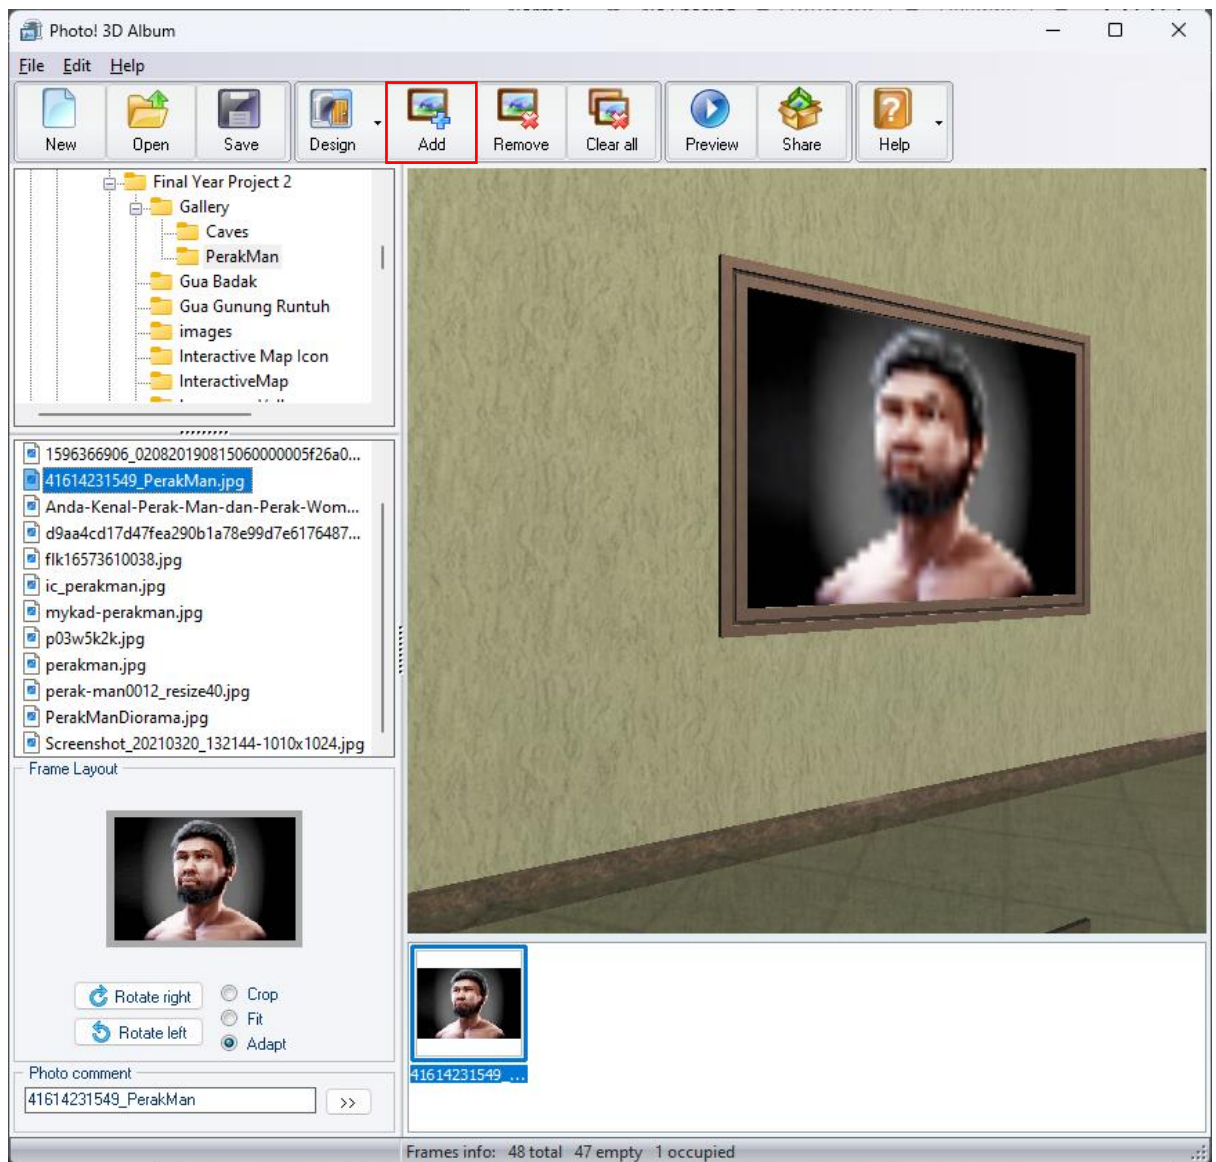 Photo! 3D Album
File Edit Help
New Open Save Design Add Remove Clear all Preview Share Help
Final Year Project 2
Gallery
Caves
PerakMan
Gua Badak
Gua Gunung Runtuh
images
Interactive Map Icon
InteractiveMap
1596366906_020820190815060000005f26a0...
41614231549_PerakMan.jpg
Anda-Kenal-Perak-Man-dan-Perak-Wom...
d9aa4cd17d47fea290b1a78e99d7e6176487...
flk16573610038.jpg
ic_perakman.jpg
mykad-perakman.jpg
p03w5k2k.jpg
perakman.jpg
perak-man0012_resize40.jpg
PerakManDiorama.jpg
Screenshot_20210320_132144-1010x1024.jpg
Frame Layout
Rotate right
Rotate left
Crop
Fit
Adapt
Photo comment
41614231549_PerakMan >>
41614231549_...
Frames info: 48 total 47 empty 1 occupied